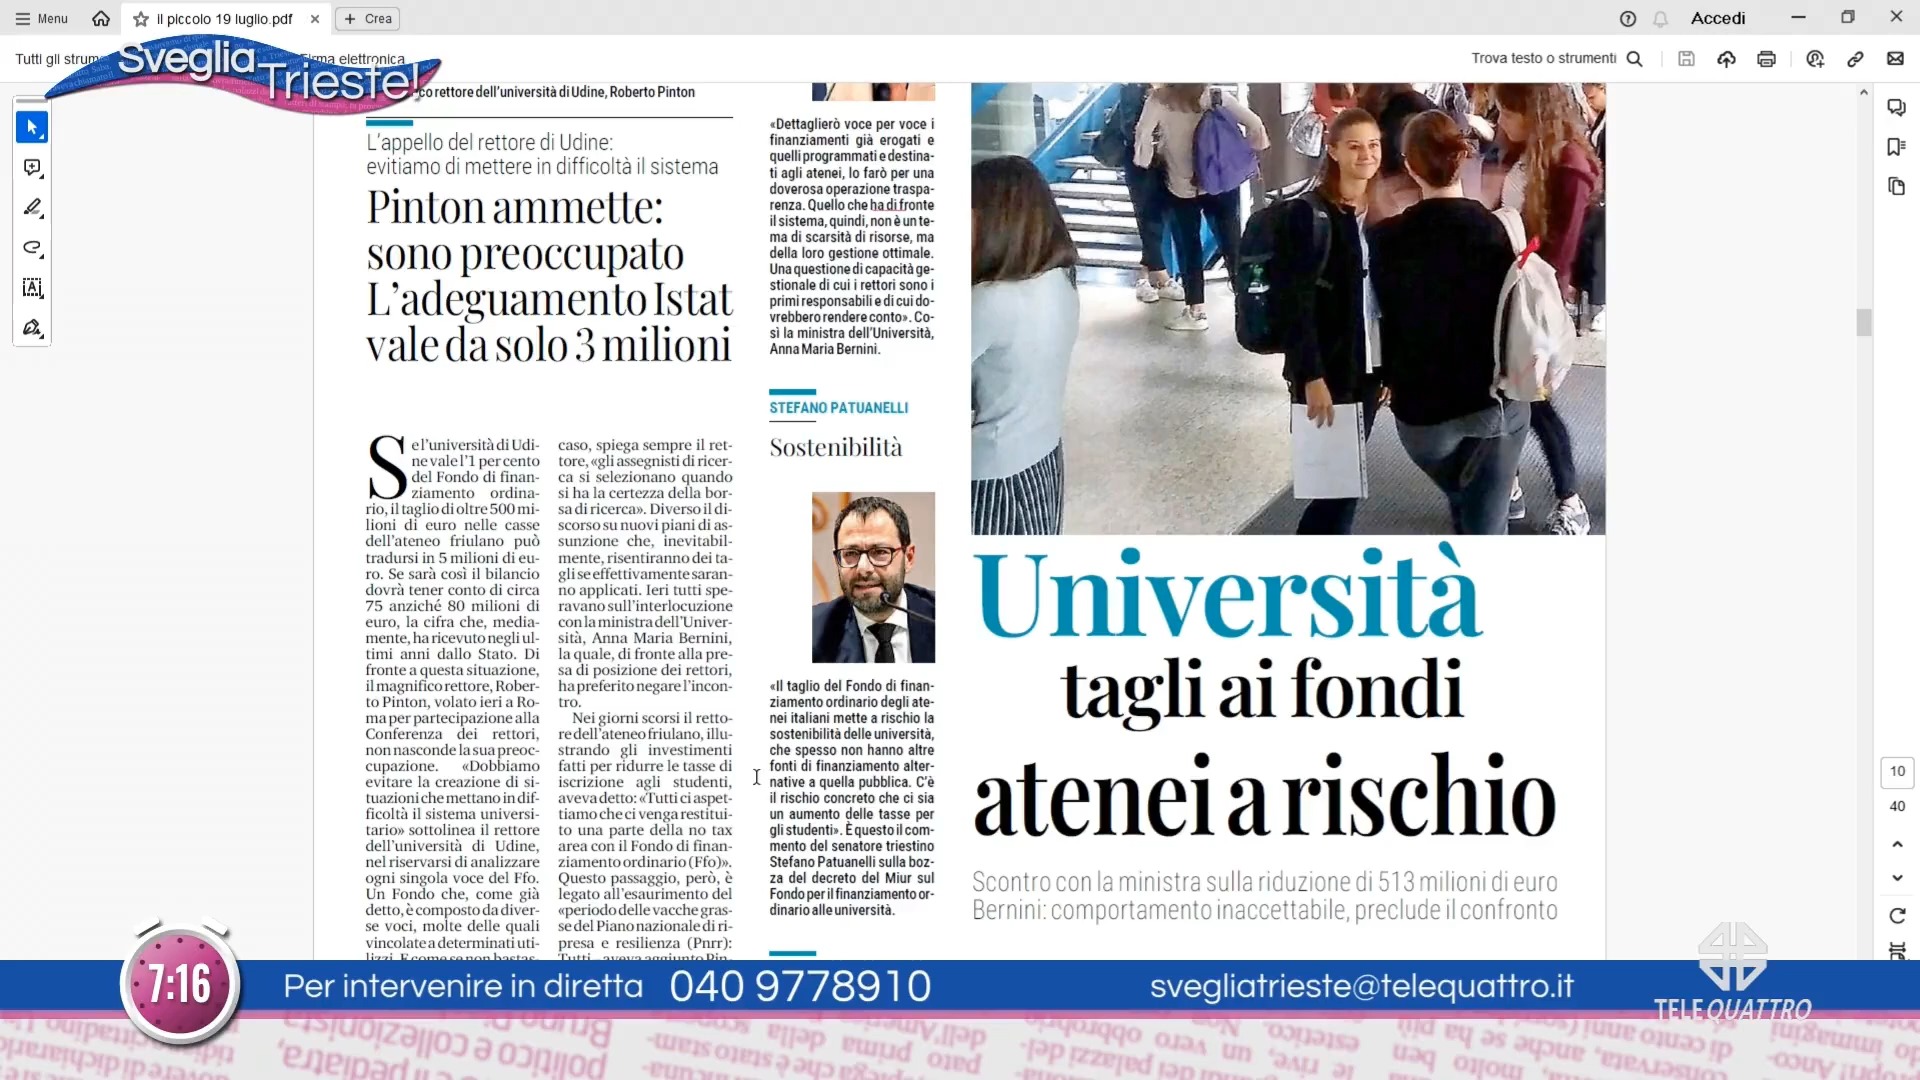 Menu
il piccolo 19 luglio.pdf
Crea
Accedi
Tutti gli strum
irma elettronica
Trova testo o strumenti
Sveglia
Trieste!
co rettore dell'università di Udine, Roberto Pinton
L'appello del rettore di Udine:
evitiamo di mettere in difficoltà il sistema
Pinton ammette:
sono preoccupato
L'adeguamento Istat
vale da solo 3 milioni
Se l'università di Udi-
ne vale l'1 per cento
del Fondo di finan-
ziamento ordina-
rio, il taglio di oltre 500 mi-
lioni di euro nelle casse
dell'ateneo friulano può
tradursi in 5 milioni di eu-
ro. Se sarà così il bilancio
dovrà tener conto di circa
75 anziché 80 milioni di
euro, la cifra che, media-
mente, ha ricevuto negli ul-
timi anni dallo Stato. Di
fronte a questa situazione,
il magnifico rettore, Rober-
to Pinton, volato ieri a Ro-
ma per partecipazione alla
Conferenza dei rettori,
non nasconde la sua preoc-
cupazione. «Dobbiamo
evitare la creazione di si-
tuazioni che mettano in dif-
ficoltà il sistema universi-
tario» sottolinea il rettore
dell'università di Udine,
nel riservarsi di analizzare
ogni singola voce del Ffo.
Un Fondo che, come già
detto, è composto da diver-
se voci, molte delle quali
vincolate a determinati uti-
lizzi. E come se non bastas-
caso, spiega sempre il ret-
tore, «gli assegnisti di ricer-
ca si selezionano quando
si ha la certezza della bor-
sa di ricerca». Diverso il di-
scorso su nuovi piani di as-
sunzione che, inevitabil-
mente, risentiranno dei ta-
gli se effettivamente saran-
no applicati. Ieri tutti spe-
ravano sull'interlocuzione
con la ministra dell'Univer-
sità, Anna Maria Bernini,
la quale, di fronte alla pre-
sa di posizione dei rettori,
ha preferito negare l'incon-
tro.
Nei giorni scorsi il retto-
re dell'ateneo friulano, illu-
strando gli investimenti
fatti per ridurre le tasse di
iscrizione agli studenti,
aveva detto: «Tutti ci aspet-
tiamo che ci venga restitui-
to una parte della no tax
area con il Fondo di finan-
ziamento ordinario (Ffo)».
Questo passaggio, però, è
legato all'esaurimento del
«periodo delle vacche gras-
se del Piano nazionale di ri-
presa e resilienza (Pnrr):
Tutti – aveva aggiunto Pin-
«Dettaglierò voce per voce i
finanziamenti già erogati e
quelli programmati e destina-
ti agli atenei, lo farò per una
doverosa operazione traspa-
renza. Quello che ha di fronte
il sistema, quindi, non è un te-
ma di scarsità di risorse, ma
della loro gestione ottimale.
Una questione di capacità ge-
stionale di cui i rettori sono i
primi responsabili e di cui do-
vrebbero rendere conto». Co-
sì la ministra dell'Università,
Anna Maria Bernini.
STEFANO PATUANELLI
Sostenibilità
«Il taglio del Fondo di finan-
ziamento ordinario degli ate-
nei italiani mette a rischio la
sostenibilità delle università,
che spesso non hanno altre
fonti di finanziamento alter-
native a quella pubblica. C'è
il rischio concreto che ci sia
un aumento delle tasse per
gli studenti». È questo il com-
mento del senatore triestino
Stefano Patuanelli sulla boz-
za del decreto del Miur sul
Fondo per il finanziamento or-
dinario alle università.
Università
tagli ai fondi
atenei a rischio
Scontro con la ministra sulla riduzione di 513 milioni di euro
Bernini: comportamento inaccettabile, preclude il confronto
10
40
7:16
Per intervenire in diretta 040 9778910
svegliatrieste@telequattro.it
TELEQUATTRO